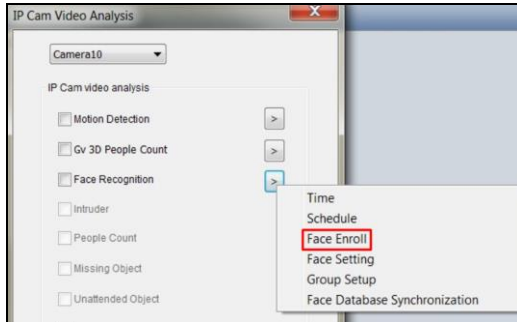 IP Cam Video Analysis
Camera10
IP Cam video analysis
Motion Detection
>
Gv 3D People Count
>
Face Recognition
>
Intruder
People Count
Missing Object
Unattended Object
Time
Schedule
Face Enroll
Face Setting
Group Setup
Face Database Synchronization